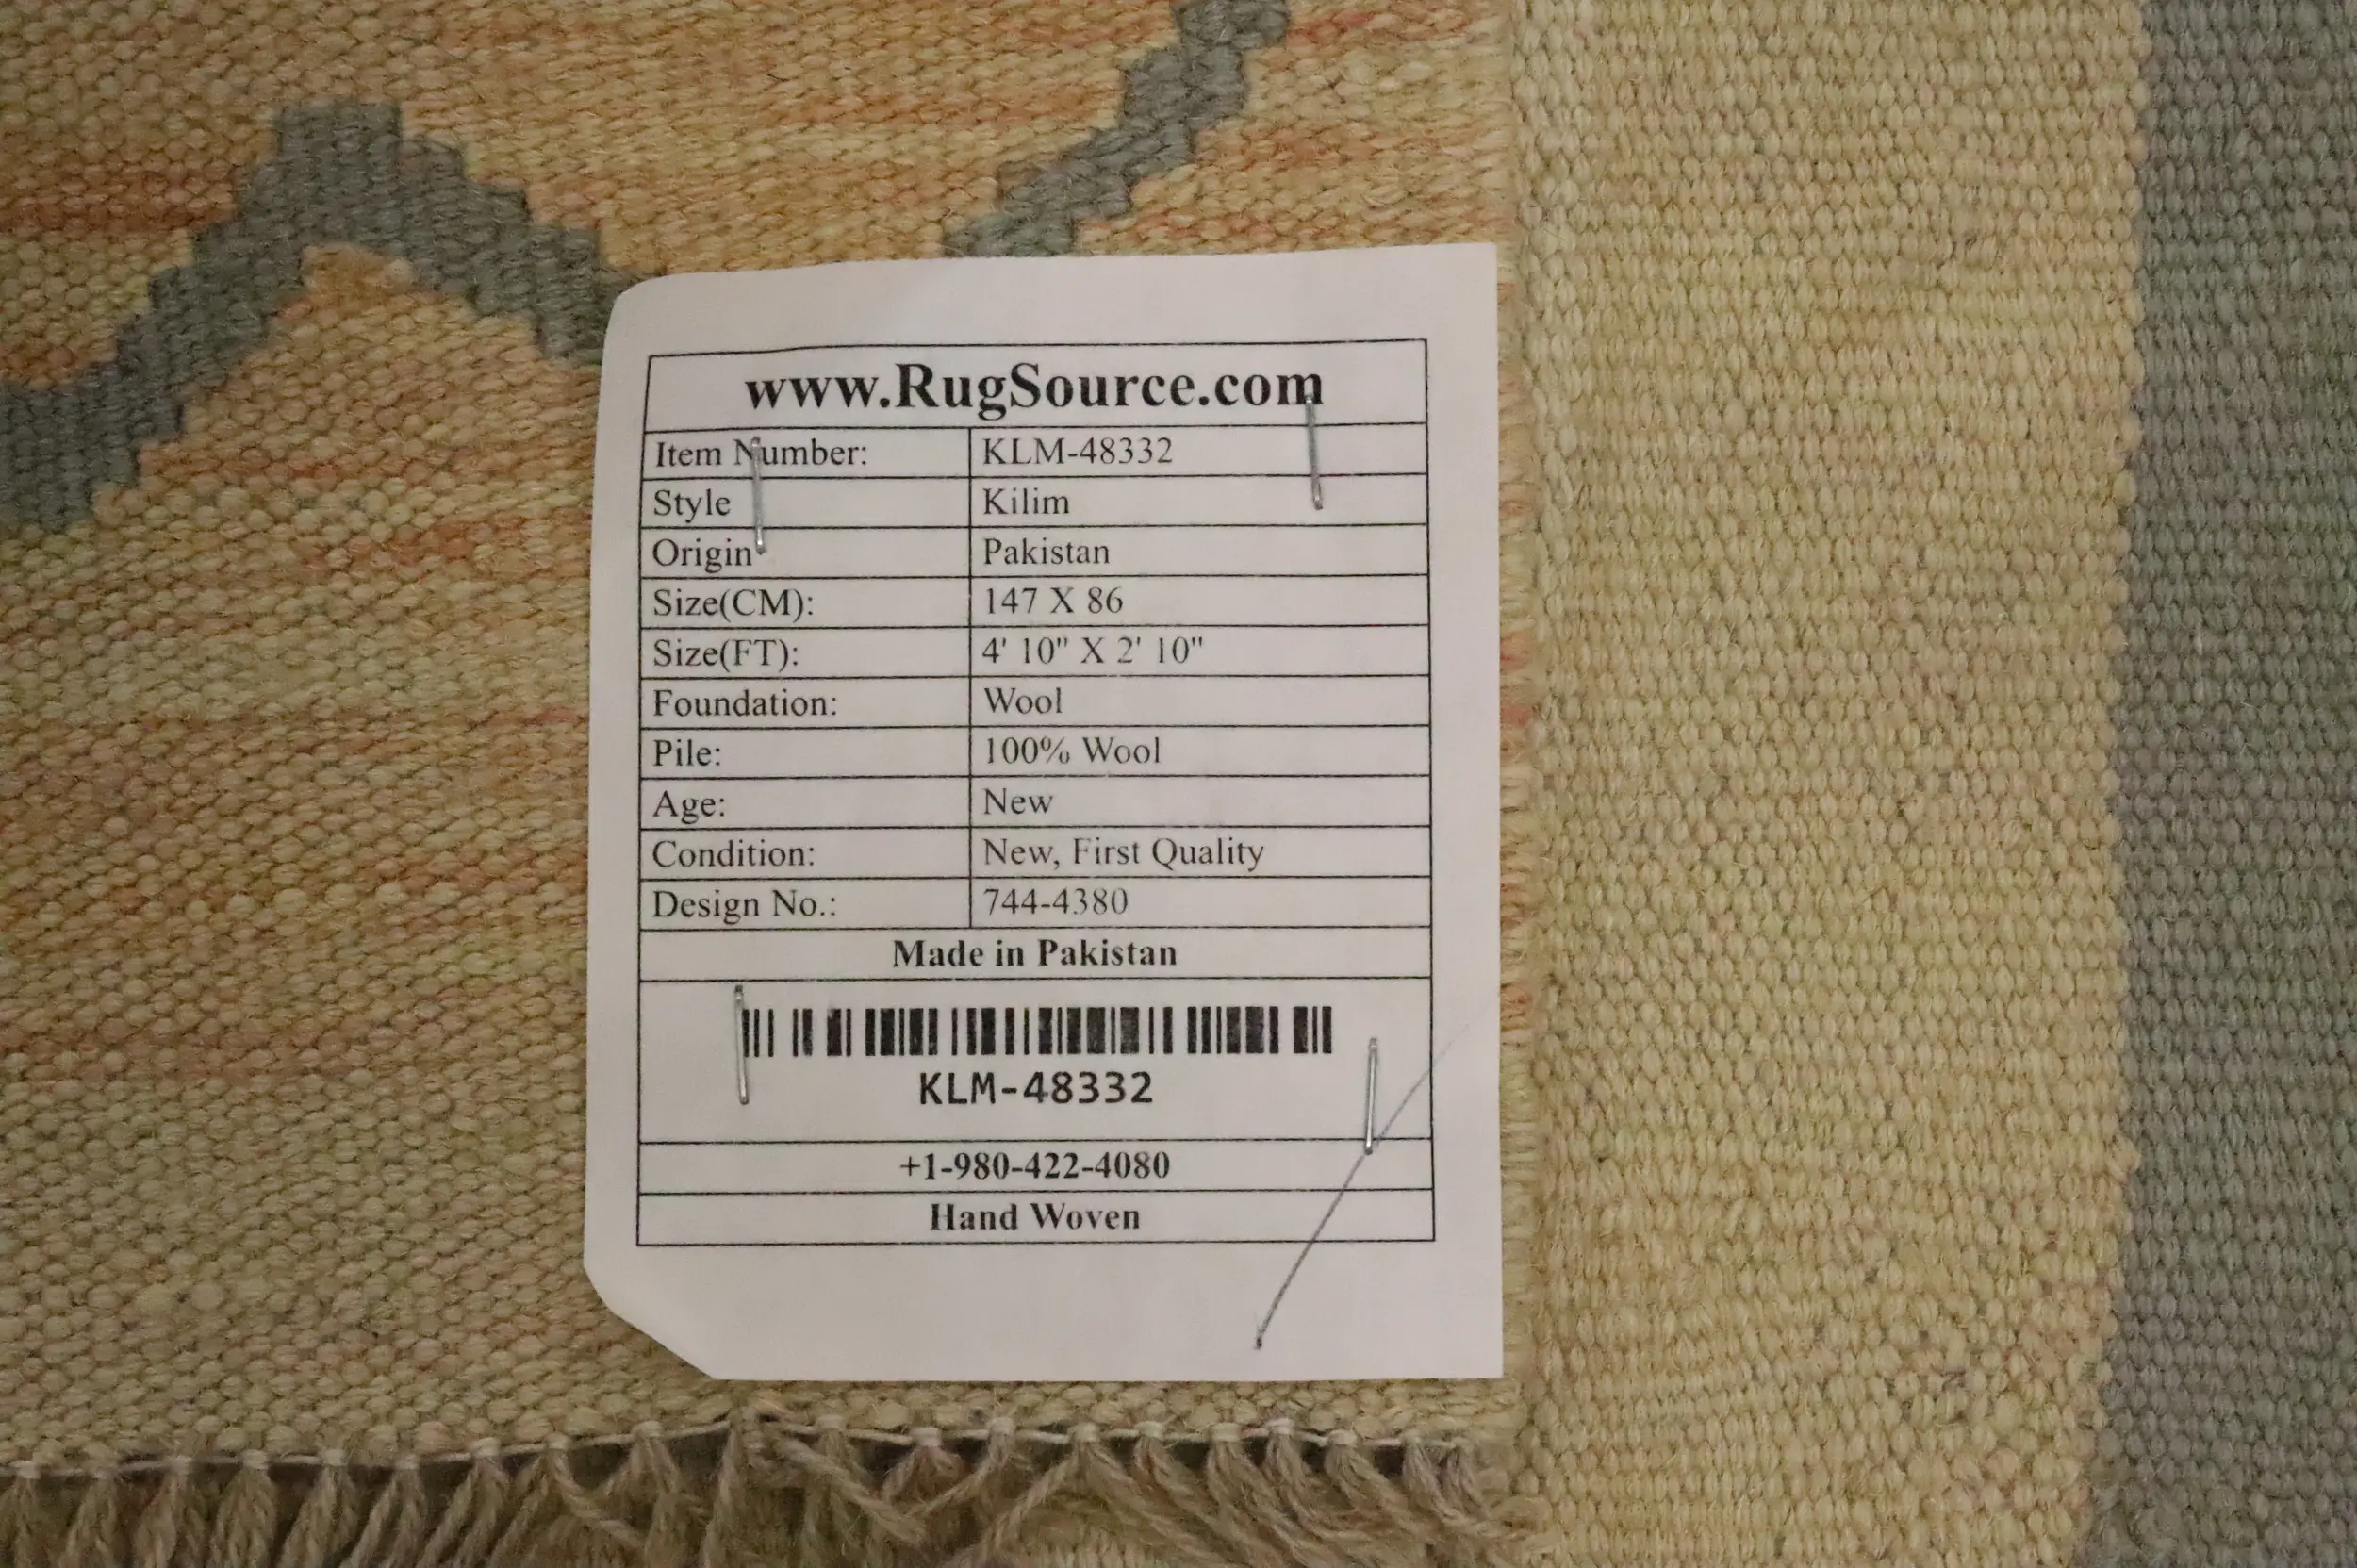 www.RugSource.com
Item Number: KLM-48332
Style Kilim
Origin Pakistan
Size(CM): 147 X 86
Size(FT): 4' 10" X 2' 10"
Foundation: Wool
Pile: 100% Wool
Age: New
Condition: New, First Quality
Design No.: 744-4380
Made in Pakistan
KLM-48332
+1-980-422-4080
Hand Woven